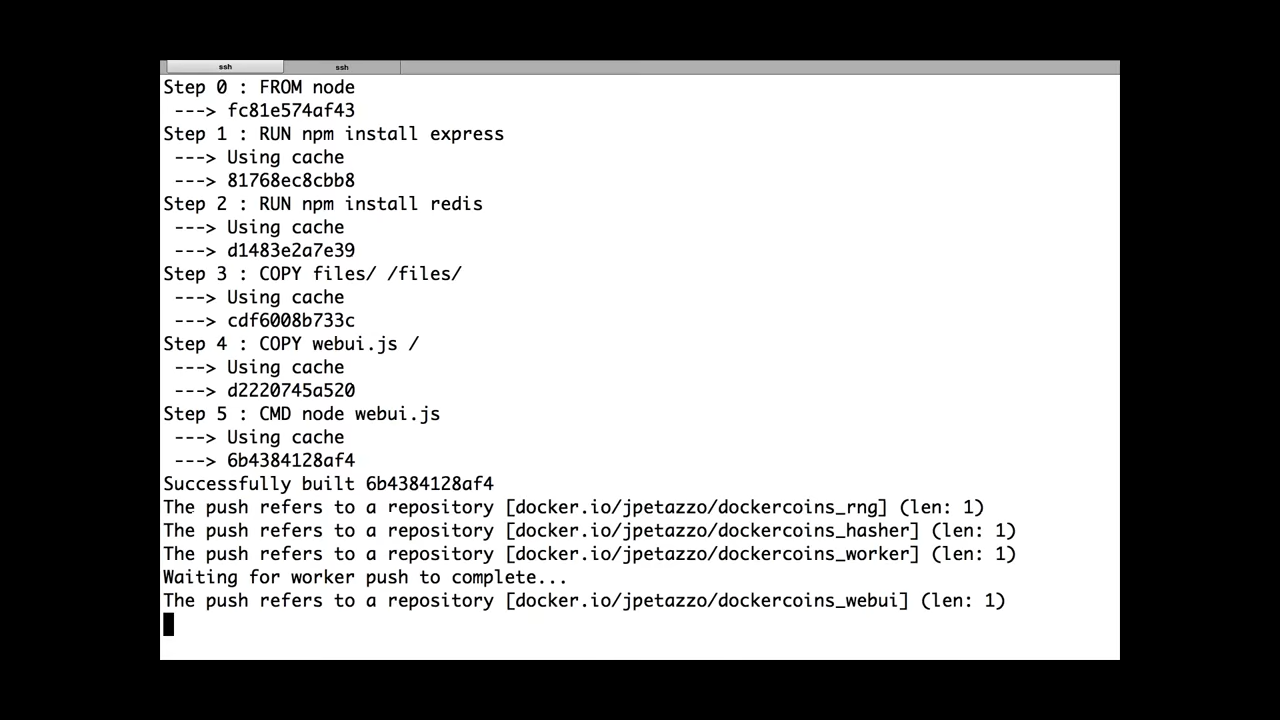 ssh ssh
Step 0 : FROM node
---> fc81e574af43
Step 1 : RUN npm install express
---> Using cache
---> 81768ec8cbb8
Step 2 : RUN npm install redis
---> Using cache
---> d1483e2a7e39
Step 3 : COPY files/ /files/
---> Using cache
---> cdf6008b733c
Step 4 : COPY webui.js /
---> Using cache
---> d2220745a520
Step 5 : CMD node webui.js
---> Using cache
---> 6b4384128af4
Successfully built 6b4384128af4
The push refers to a repository [docker.io/jpetazzo/dockercoins_rng] (len: 1)
The push refers to a repository [docker.io/jpetazzo/dockercoins_hasher] (len: 1)
The push refers to a repository [docker.io/jpetazzo/dockercoins_worker] (len: 1)
Waiting for worker push to complete...
The push refers to a repository [docker.io/jpetazzo/dockercoins_webui] (len: 1)